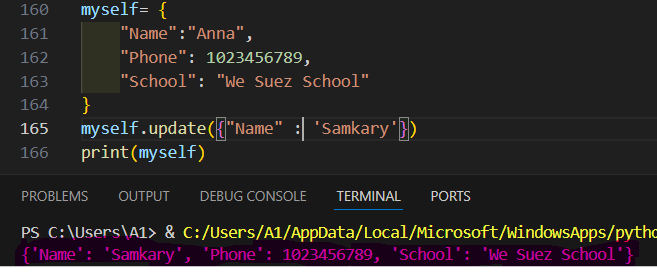 160 myself= {
161 "Name":"Anna",
162 "Phone": 1023456789,
163 "School": "We Suez School"
164 }
165 myself.update({"Name" : 'Samkary'})
166 print(myself)
PROBLEMS OUTPUT DEBUG CONSOLE TERMINAL PORTS
PS C:\Users\A1> & C:/Users/A1/AppData/Local/Microsoft/WindowsApps/pytho
{'Name': 'Samkary', 'Phone': 1023456789, 'School': 'We Suez School'}